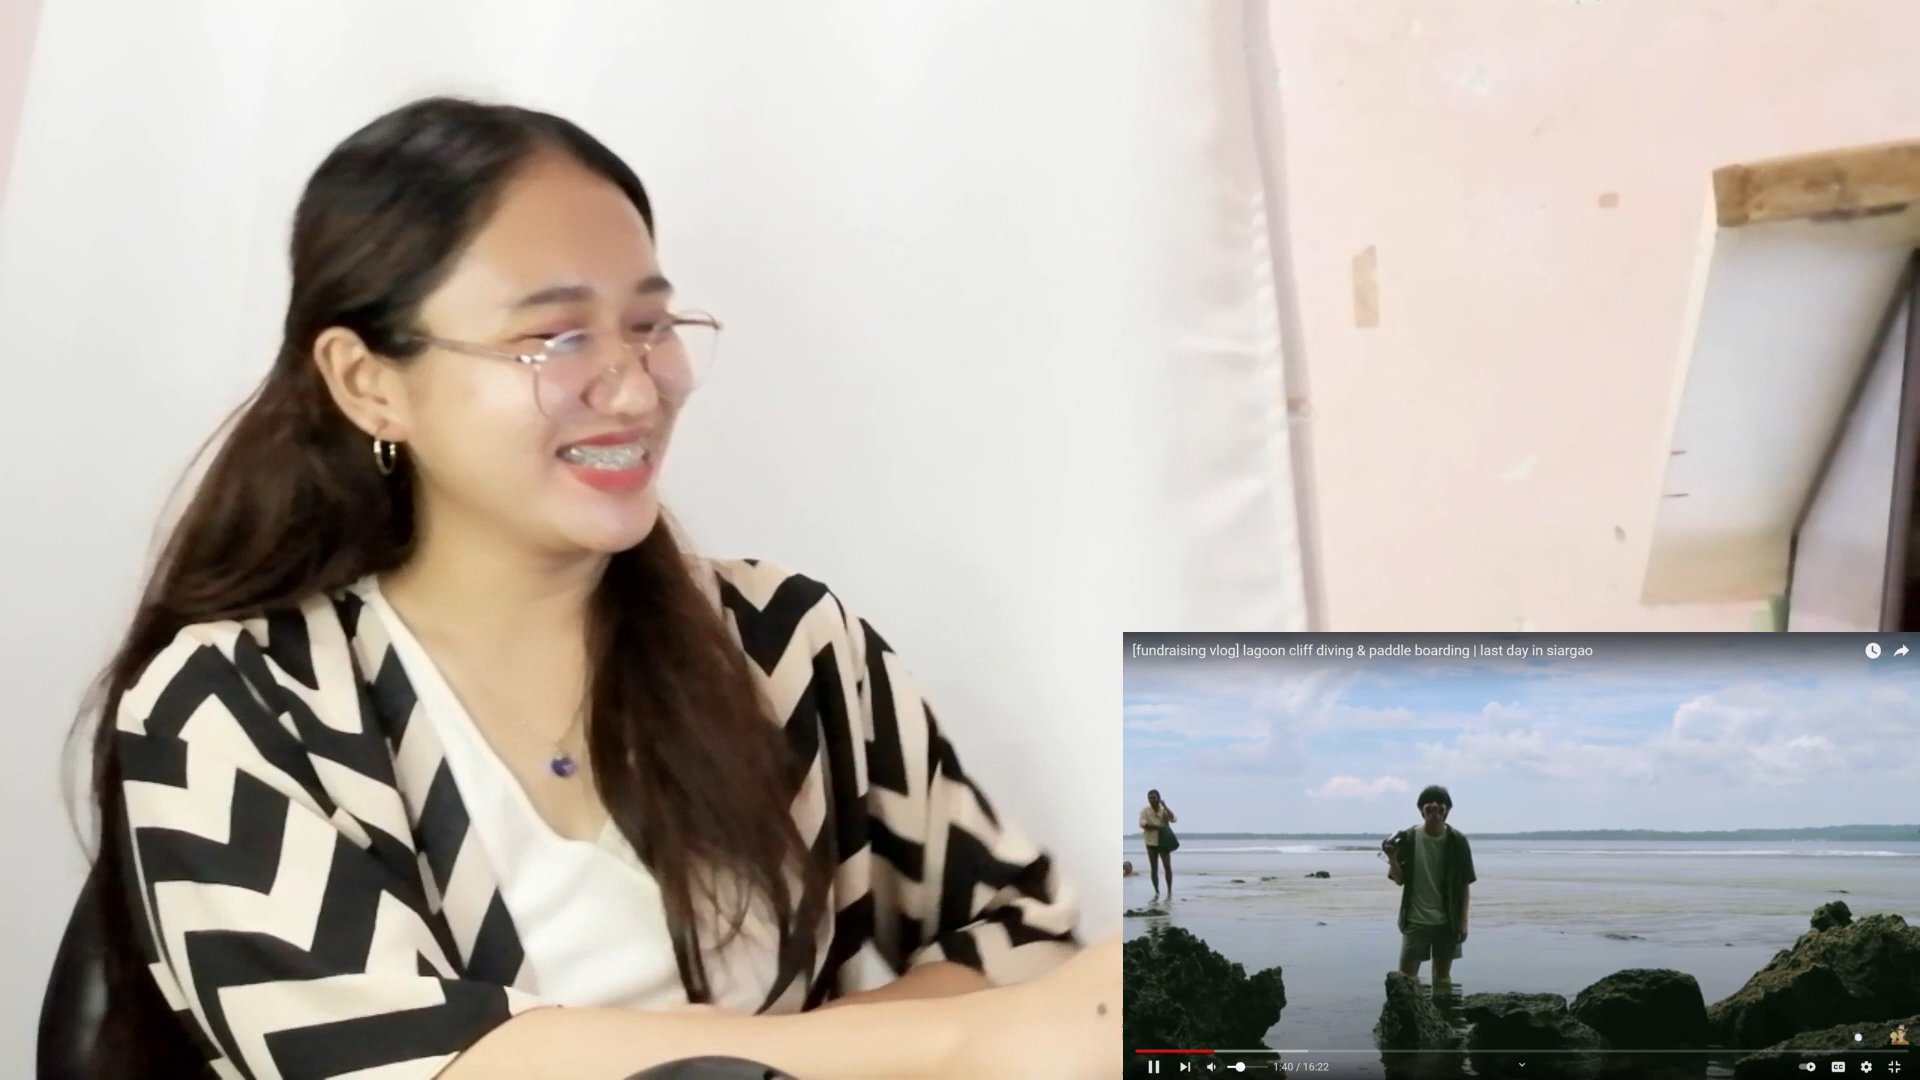 [fundraising vlog] lagoon cliff diving & paddle boarding | last day in siargao
1:40 / 16:22